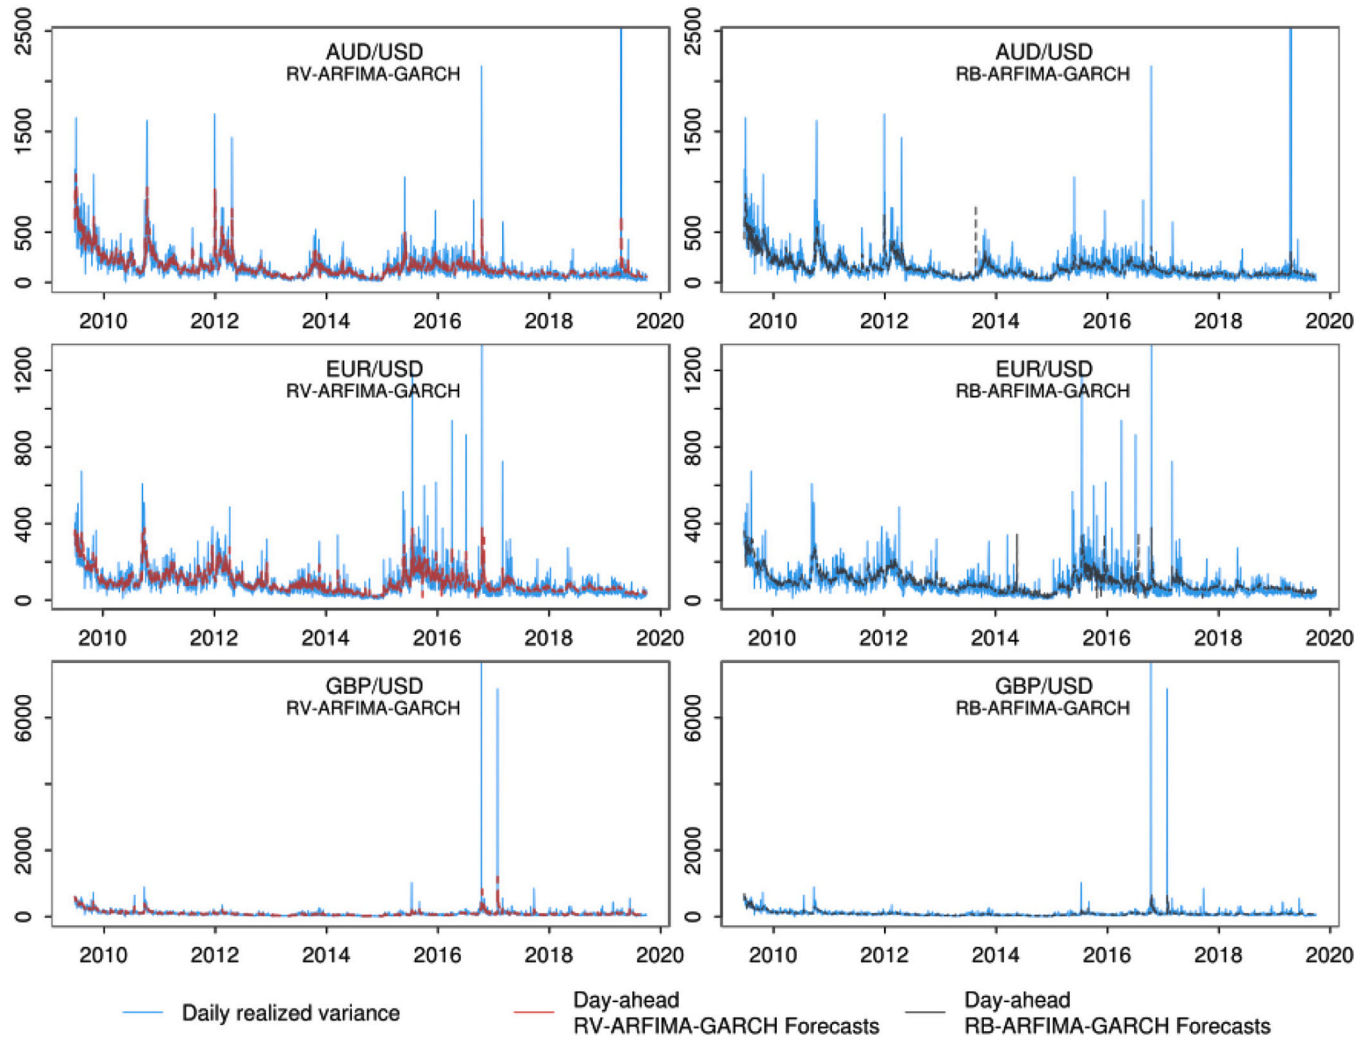 2500
1500
500
0
AUD/USD
RV-ARFIMA-GARCH
2010 2012 2014 2016 2018 2020
2500
1500
500
0
AUD/USD
RB-ARFIMA-GARCH
2010 2012 2014 2016 2018 2020
1200
800
400
0
EUR/USD
RV-ARFIMA-GARCH
2010 2012 2014 2016 2018 2020
1200
800
400
0
EUR/USD
RB-ARFIMA-GARCH
2010 2012 2014 2016 2018 2020
6000
2000
0
GBP/USD
RV-ARFIMA-GARCH
2010 2012 2014 2016 2018 2020
6000
2000
0
GBP/USD
RB-ARFIMA-GARCH
2010 2012 2014 2016 2018 2020
Daily realized variance
Day-ahead
RV-ARFIMA-GARCH Forecasts
Day-ahead
RB-ARFIMA-GARCH Forecasts